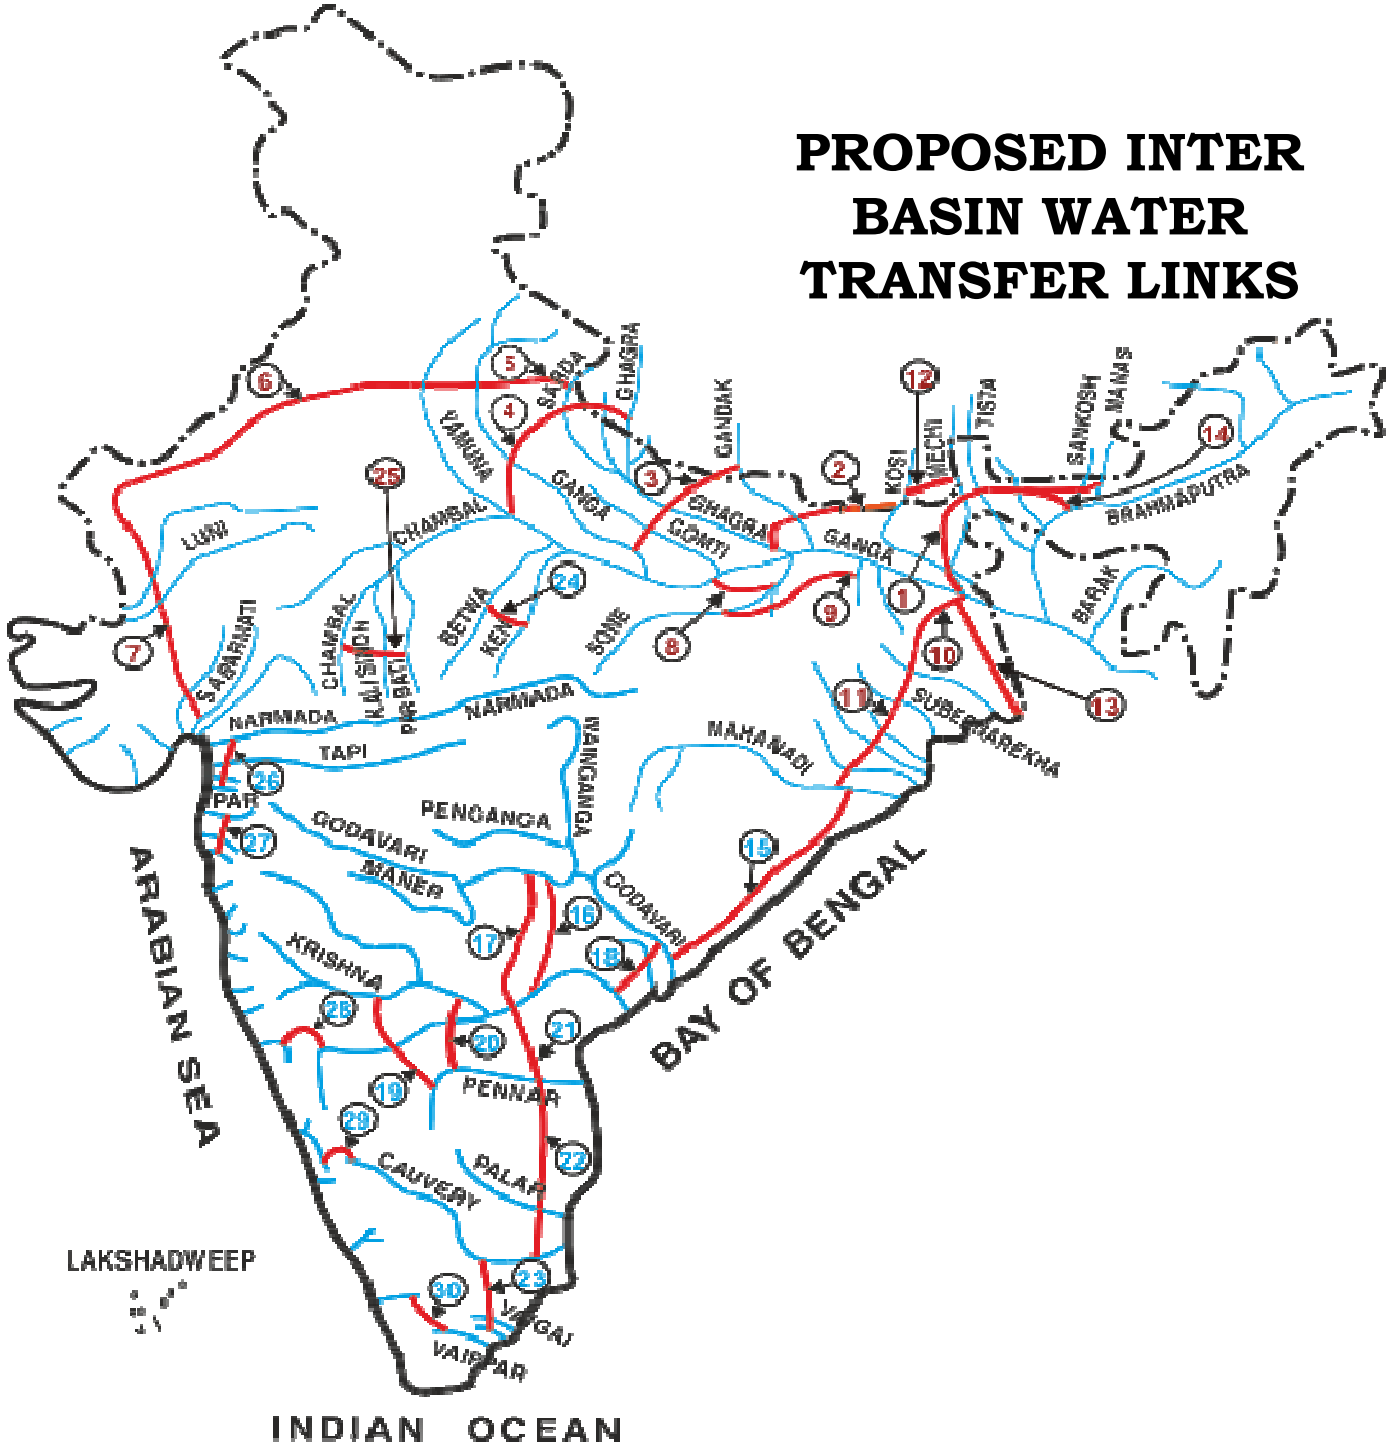 PROPOSED INTER
BASIN WATER
TRANSFER LINKS
5
SARDA
GHAGRA
6
4
12
GANDAK
MECHI
TISTA
SANKOSH
MANAS
YAMUNA
14
25
3
2
KOSI
GANGA
GHAGRA
BRAHMAPUTRA
LUNI
CHAMBAL
GOMTI
GANGA
24
9
1
BARAK
BETWA
KEN
SONE
8
7
SABARMATI
CHAMBAL
KALISINDH
PARBATI
10
11
13
NARMADA
NARMADA
SUBERNAREKHA
TAPI
WAINGANGA
MAHANADI
26
PAR
PENGANGA
27
GODAVARI
MANER
15
GODAVARI
17
16
18
KRISHNA
ARABIAN SEA
BAY OF BENGAL
28
20
21
19
PENNAR
29
22
CAUVERY
PALAR
LAKSHADWEEP
30
23
VAIGAI
VAIPPAR
INDIAN OCEAN